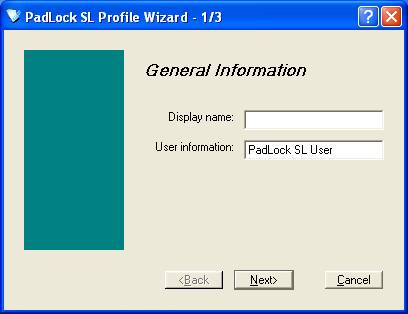 PadLock SL Profile Wizard - 1/3
General Information
Display name:
User information: PadLock SL User
<Back Next> Cancel